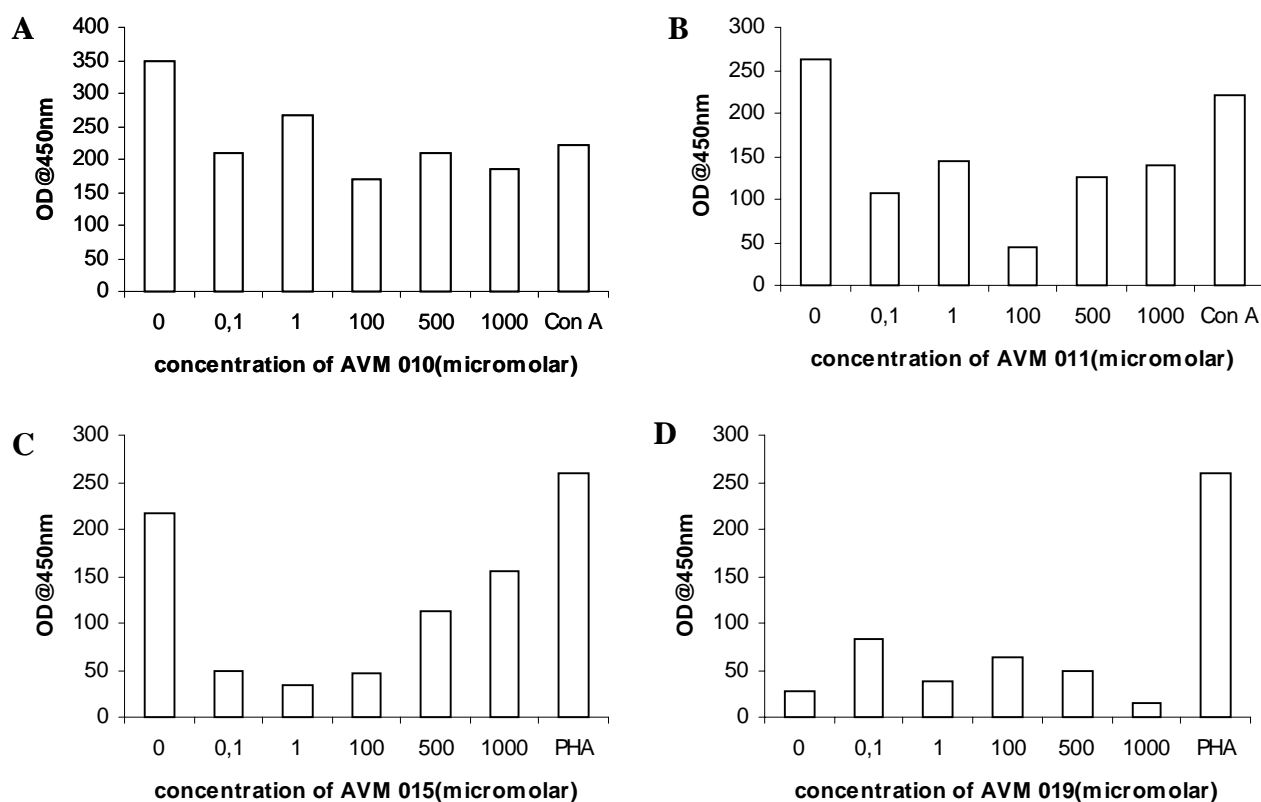 A
400
350
300
250
200
150
100
50
0
OD@450nm
0 0,1 1 100 500 1000 Con A
concentration of AVM 010(micromolar)
B
300
250
200
150
100
50
0
OD@450nm
0 0,1 1 100 500 1000 Con A
concentration of AVM 011(micromolar)
C
300
250
200
150
100
50
0
OD@450nm
0 0,1 1 100 500 1000 PHA
concentration of AVM 015(micromolar)
D
300
250
200
150
100
50
0
OD@450nm
0 0,1 1 100 500 1000 PHA
concentration of AVM 019(micromolar)